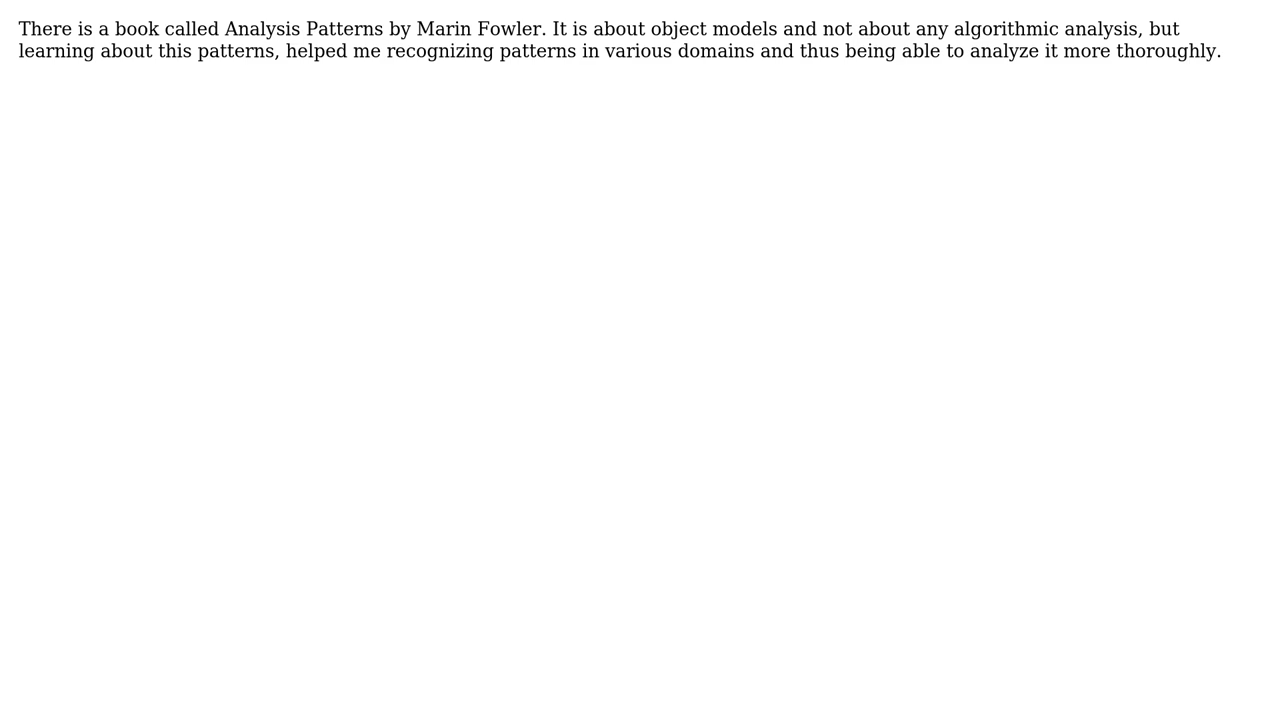 There is a book called Analysis Patterns by Marin Fowler. It is about object models and not about any algorithmic analysis, but
learning about this patterns, helped me recognizing patterns in various domains and thus being able to analyze it more thoroughly.